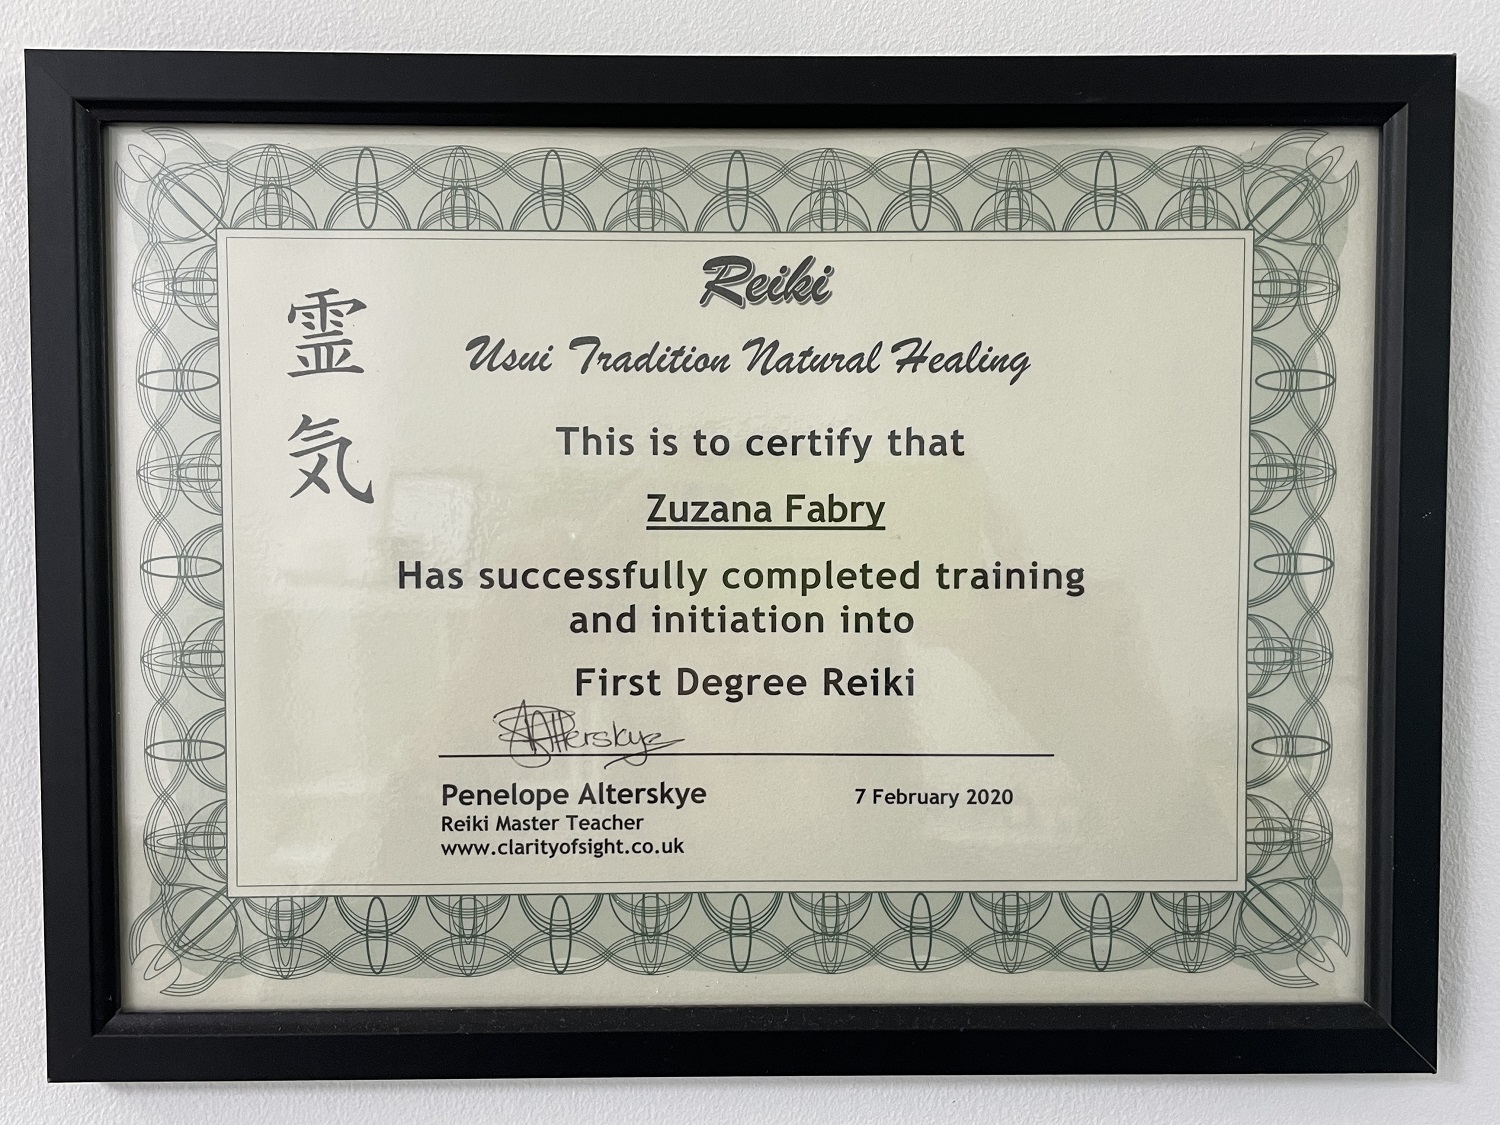 Reiki
Usui Tradition Natural Healing
霊
気
This is to certify that
Zuzana Fabry
Has successfully completed training
and initiation into
First Degree Reiki
Alterskye
Penelope Alterskye
7 February 2020
Reiki Master Teacher
www.clarityofsight.co.uk